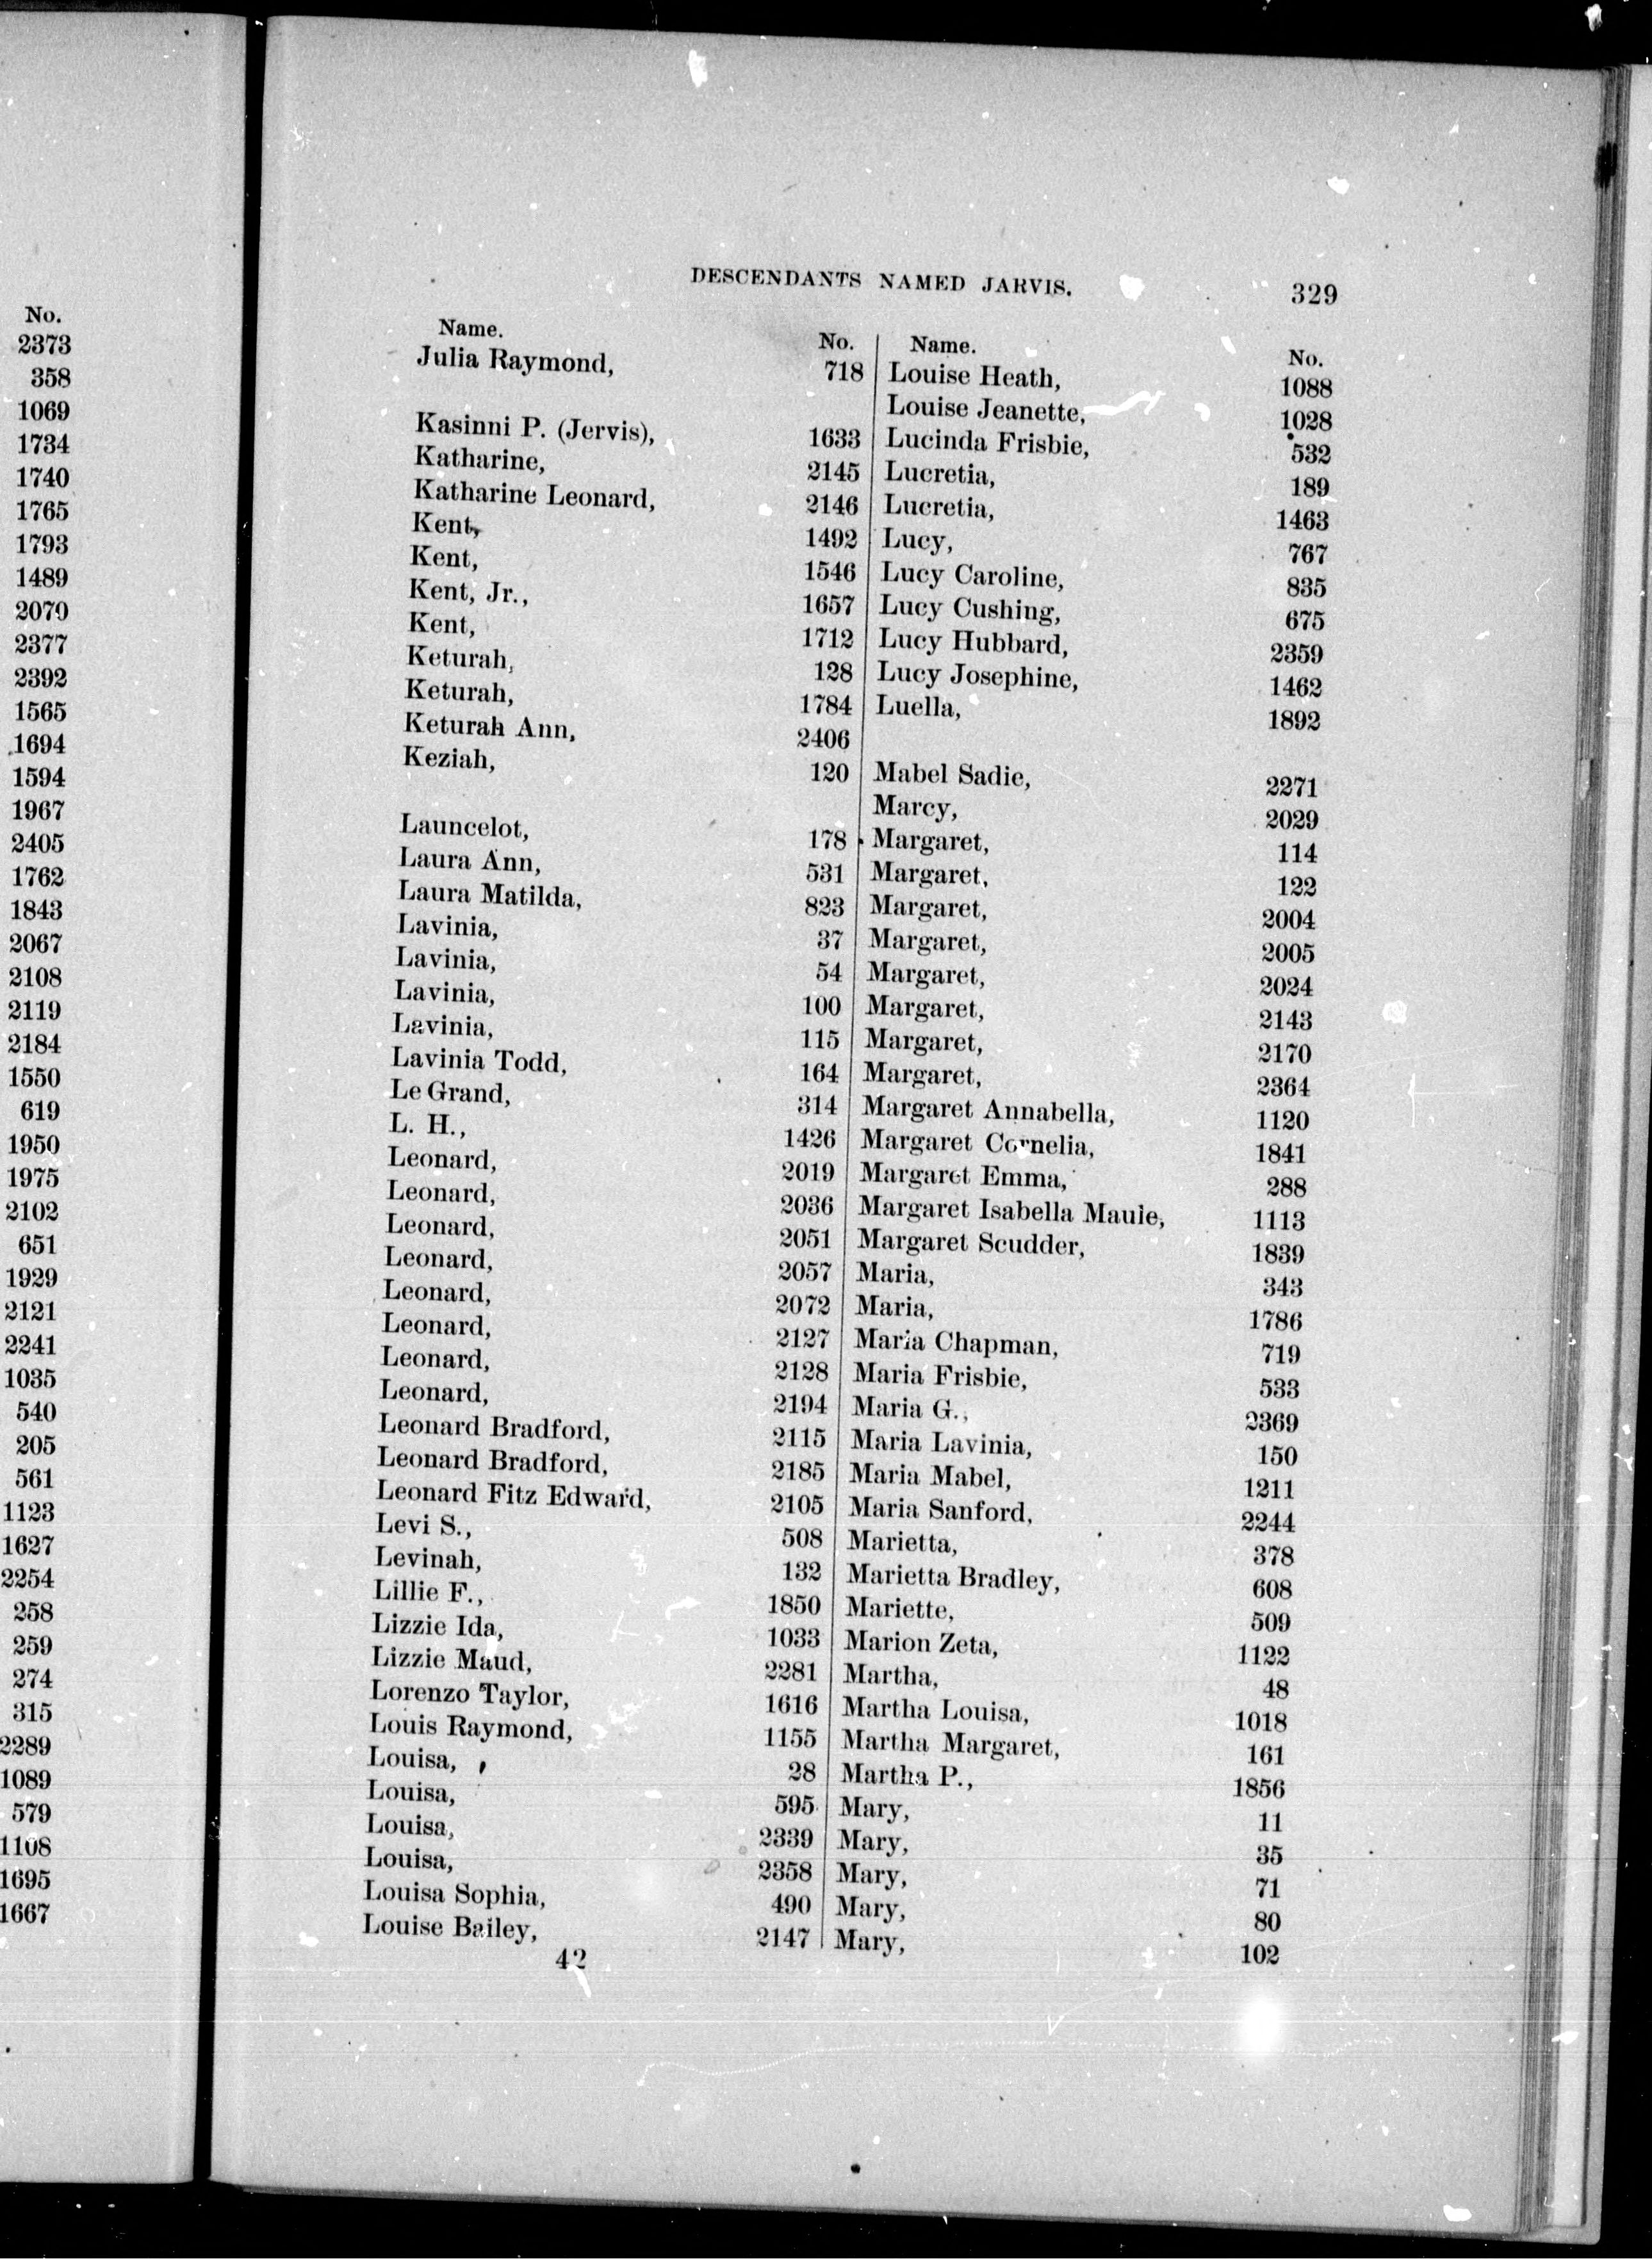 No.
2373
358
1069
1734
1740
1765
1793
1489
2079
2377
2392
1565
1694
1594
1967
2405
1762
1843
2067
2108
2119
2184
1550
619
1950
1975
2102
651
1929
2121
2241
1035
540
205
561
1123
1627
2254
258
259
274
315
2289
1089
579
1108
1695
1667
DESCENDANTS NAMED JARVIS. 329
Name. No.
Julia Raymond, 718
Kasinni P. (Jervis), 1633
Katharine, 2145
Katharine Leonard, 2146
Kent, 1492
Kent, 1546
Kent, Jr., 1657
Kent, 1712
Keturah, 128
Keturah, 1784
Keturah Ann, 2406
Keziah, 120
Launcelot, 178
Laura Ann, 531
Laura Matilda, 823
Lavinia, 37
Lavinia, 54
Lavinia, 100
Lavinia, 115
Lavinia Todd, 164
Le Grand, 314
L. H., 1426
Leonard, 2019
Leonard, 2036
Leonard, 2051
Leonard, 2057
Leonard, 2072
Leonard, 2127
Leonard, 2128
Leonard, 2194
Leonard Bradford, 2115
Leonard Bradford, 2185
Leonard Fitz Edward, 2105
Levi S., 508
Levinah, 132
Lillie F., 1850
Lizzie Ida, 1033
Lizzie Maud, 2281
Lorenzo Taylor, 1616
Louis Raymond, 1155
Louisa, 28
Louisa, 595
Louisa, 2339
Louisa, 2358
Louisa Sophia, 490
Louise Bailey, 2147
42
Name. No.
Louise Heath, 1088
Louise Jeanette, 1028
Lucinda Frisbie, 532
Lucretia, 189
Lucretia, 1463
Lucy, 767
Lucy Caroline, 835
Lucy Cushing, 675
Lucy Hubbard, 2359
Lucy Josephine, 1462
Luella, 1892
Mabel Sadie, 2271
Marcy, 2029
Margaret, 114
Margaret, 122
Margaret, 2004
Margaret, 2005
Margaret, 2024
Margaret, 2143
Margaret, 2170
Margaret, 2364
Margaret Annabella, 1120
Margaret Cornelia, 1841
Margaret Emma, 288
Margaret Isabella Mauie, 1113
Margaret Scudder, 1839
Maria, 343
Maria, 1786
Maria Chapman, 719
Maria Frisbie, 533
Maria G., 2369
Maria Lavinia, 150
Maria Mabel, 1211
Maria Sanford, 2244
Marietta, 378
Marietta Bradley, 608
Mariette, 509
Marion Zeta, 1122
Martha, 48
Martha Louisa, 1018
Martha Margaret, 161
Martha P., 1856
Mary, 11
Mary, 35
Mary, 71
Mary, 80
Mary, 102